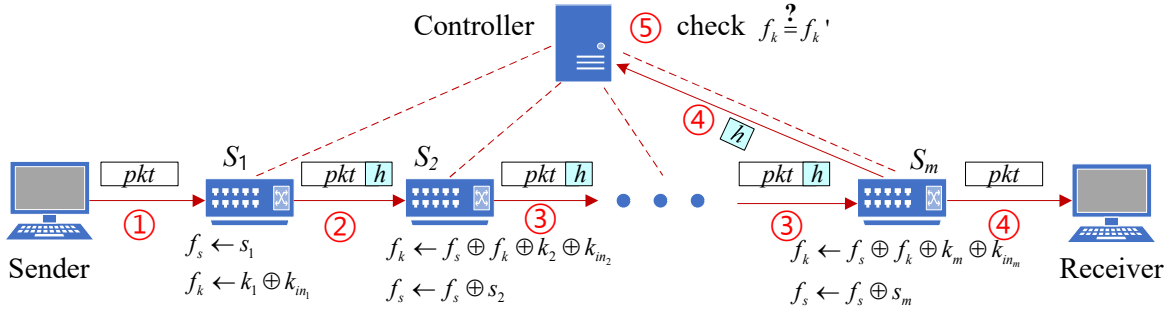 Controller
⑤ check f_k ≟ f_k '
④
h
S_1
S_2
S_m
pkt
pkt h
pkt h
pkt h
pkt
①
②
③
③
④
Sender
f_s ← s_1
f_k ← k_1 ⊕ k_{in_1}
f_k ← f_s ⊕ f_k ⊕ k_2 ⊕ k_{in_2}
f_s ← f_s ⊕ s_2
f_k ← f_s ⊕ f_k ⊕ k_m ⊕ k_{in_m}
f_s ← f_s ⊕ s_m
Receiver